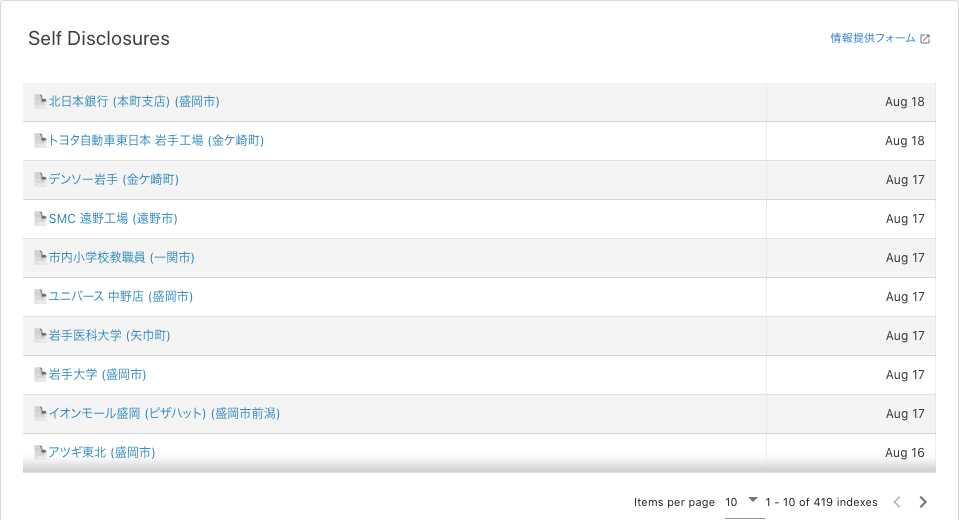 Self Disclosures
情報提供フォーム
北日本銀行 (本町支店) (盛岡市) Aug 18
トヨタ自動車東日本 岩手工場 (金ケ崎町) Aug 18
デンソー岩手 (金ケ崎町) Aug 17
SMC 遠野工場 (遠野市) Aug 17
市内小学校教職員 (一関市) Aug 17
ユニバース 中野店 (盛岡市) Aug 17
岩手医科大学 (矢巾町) Aug 17
岩手大学 (盛岡市) Aug 17
イオンモール盛岡 (ピザハット) (盛岡市前潟) Aug 17
アツギ東北 (盛岡市) Aug 16
Items per page 10 1 - 10 of 419 indexes